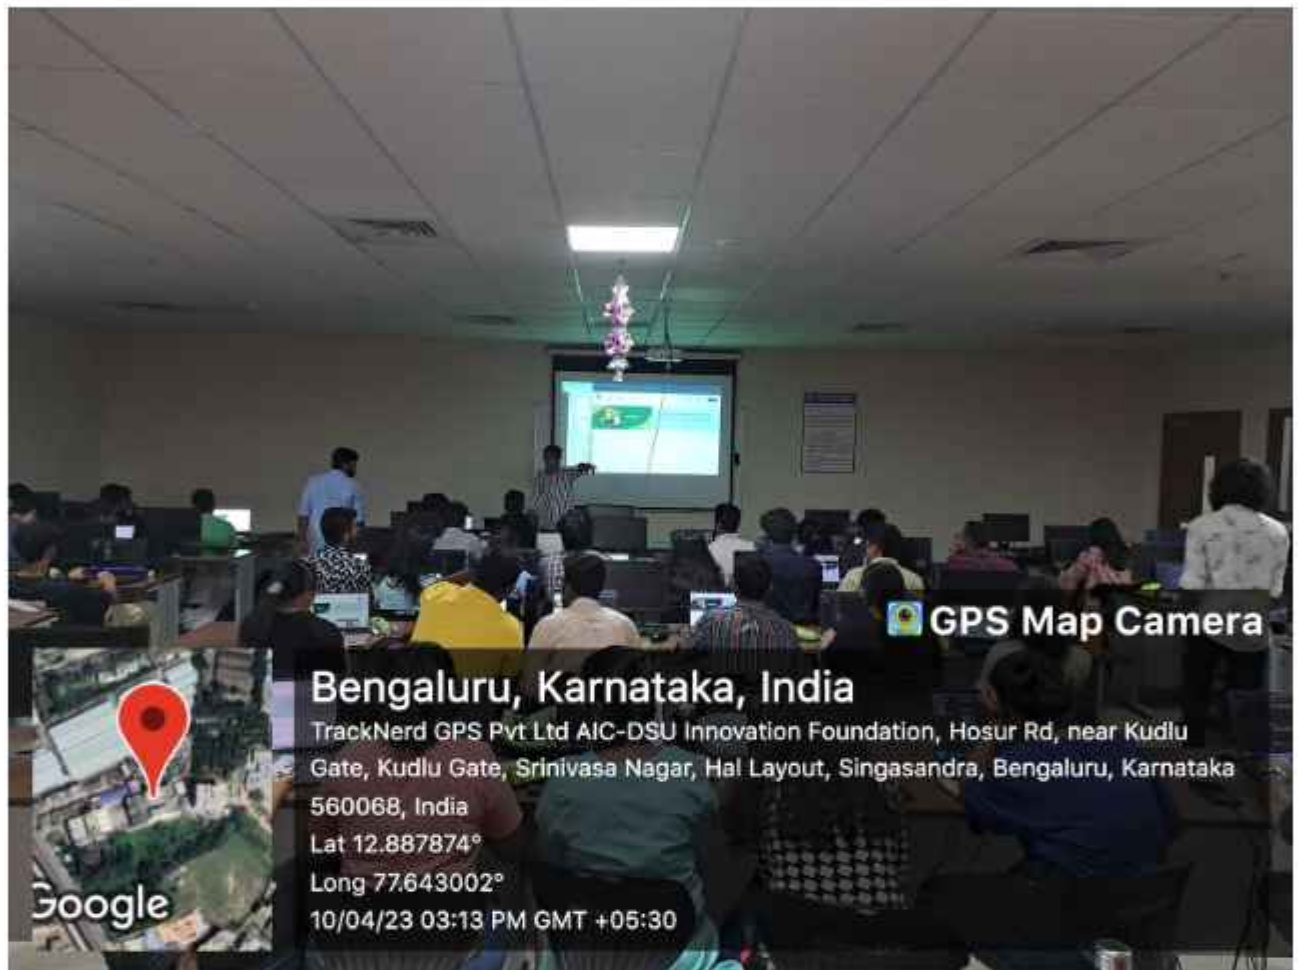 GPS Map Camera
Bengaluru, Karnataka, India
TrackNerd GPS Pvt Ltd AIC-DSU Innovation Foundation, Hosur Rd, near Kudlu
Gate, Kudlu Gate, Srinivasa Nagar, Hal Layout, Singasandra, Bengaluru, Karnataka
560068, India
Lat 12.887874°
Long 77.643002°
10/04/23 03:13 PM GMT +05:30
Google